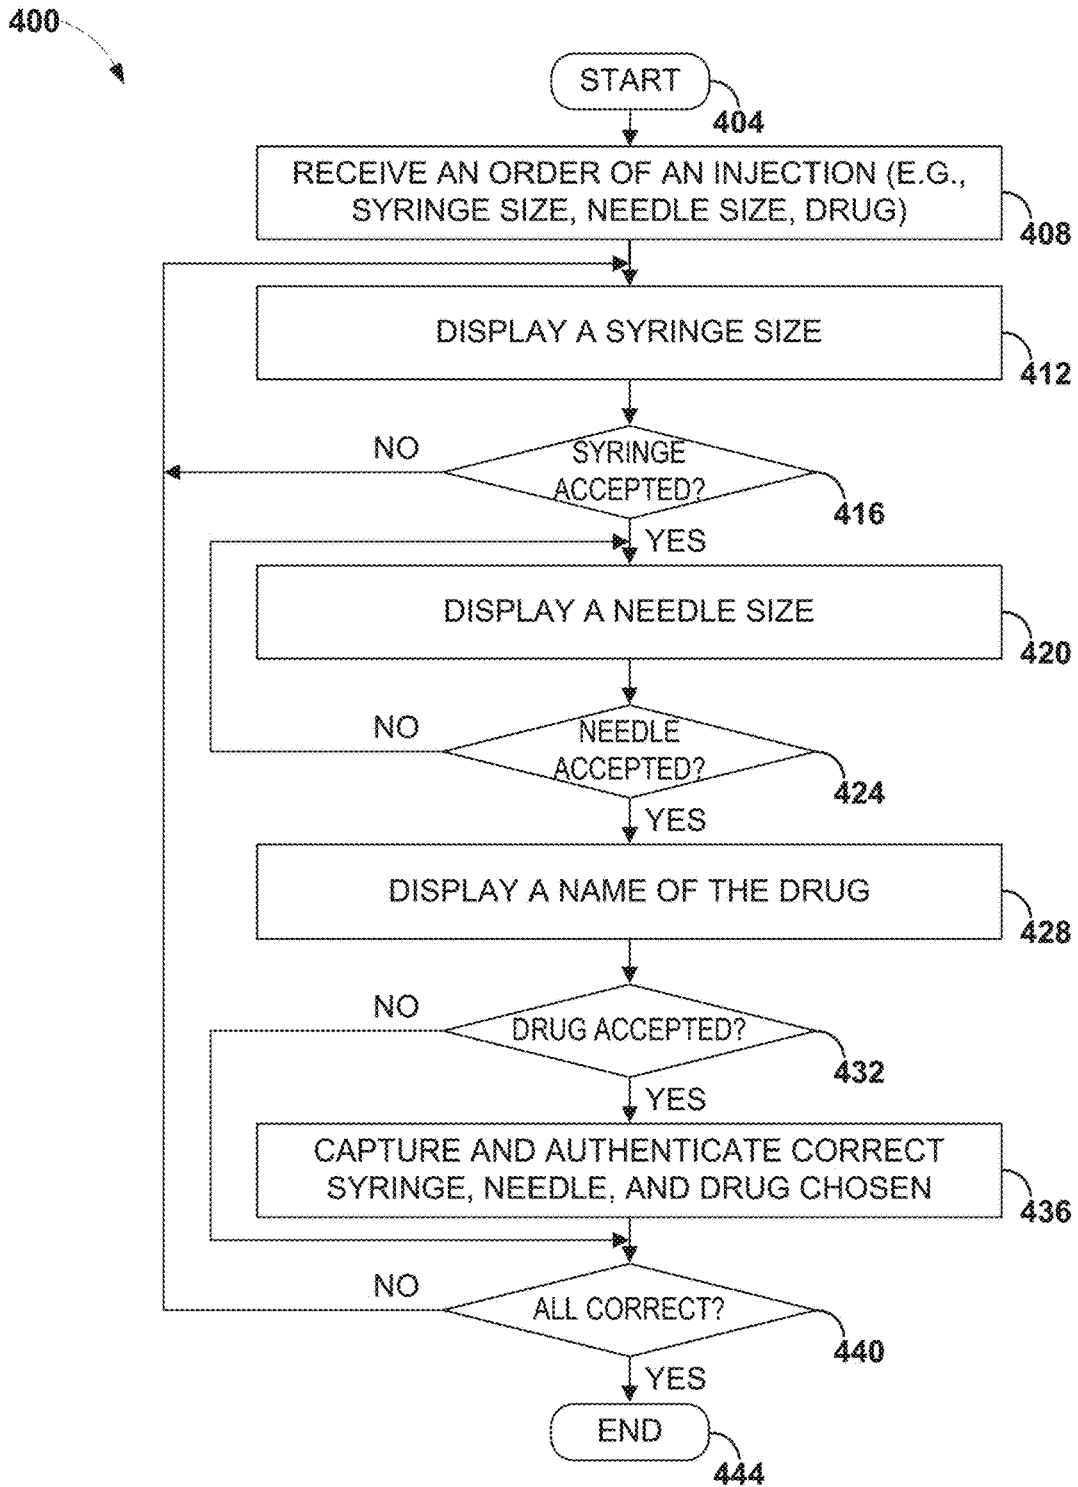 400
START
404
RECEIVE AN ORDER OF AN INJECTION (E.G.,
SYRINGE SIZE, NEEDLE SIZE, DRUG)
408
DISPLAY A SYRINGE SIZE
412
NO
SYRINGE
ACCEPTED?
416
YES
DISPLAY A NEEDLE SIZE
420
NO
NEEDLE
ACCEPTED?
424
YES
DISPLAY A NAME OF THE DRUG
428
NO
DRUG ACCEPTED?
432
YES
CAPTURE AND AUTHENTICATE CORRECT
SYRINGE, NEEDLE, AND DRUG CHOSEN
436
NO
ALL CORRECT?
440
YES
END
444